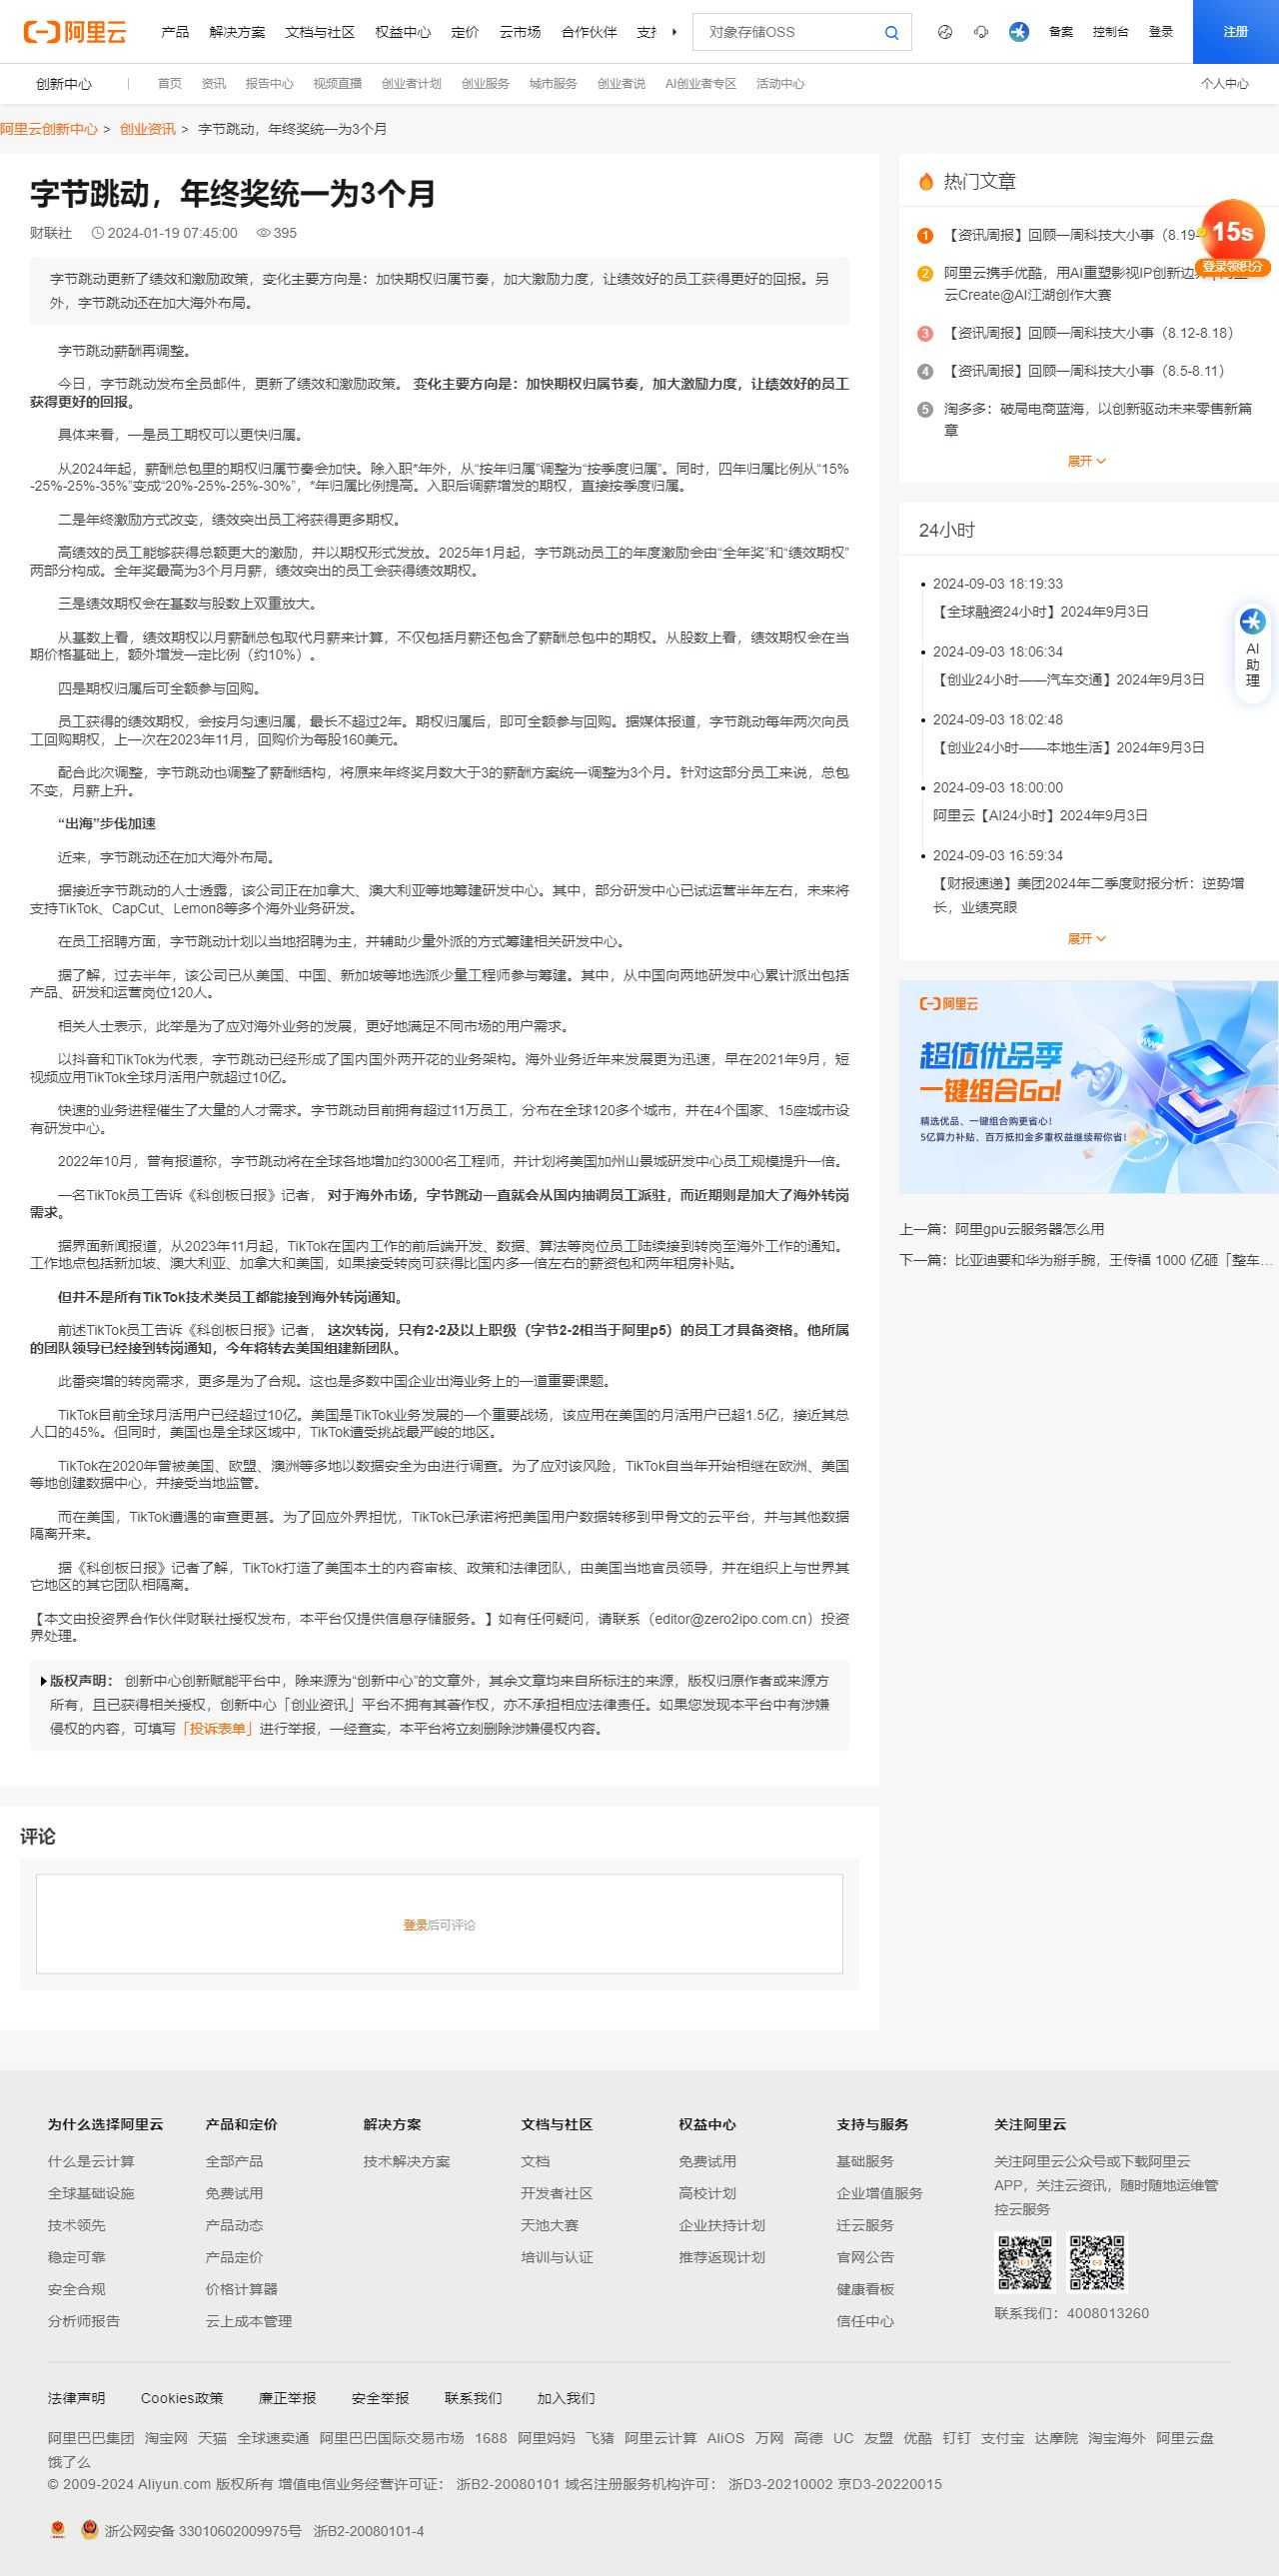 阿里云
产品 解决方案 文档与社区 权益中心 定价 云市场 合作伙伴 支持
对象存储OSS
备案 控制台 登录 注册
创新中心 首页 资讯 报告中心 视频直播 创业者计划 创业服务 城市服务 创业者说 AI创业者专区 活动中心 个人中心
阿里云创新中心 > 创业资讯 > 字节跳动，年终奖统一为3个月
字节跳动，年终奖统一为3个月
财联社 2024-01-19 07:45:00 395
字节跳动更新了绩效和激励政策，变化主要方向是：加快期权归属节奏，加大激励力度，让绩效好的员工获得更好的回报。另
外，字节跳动还在加大海外布局。
字节跳动薪酬再调整。
今日，字节跳动发布全员邮件，更新了绩效和激励政策。 变化主要方向是：加快期权归属节奏，加大激励力度，让绩效好的员工
获得更好的回报。
具体来看，一是员工期权可以更快归属。
从2024年起，薪酬总包里的期权归属节奏会加快。除入职*年外，从“按年归属”调整为“按季度归属”。同时，四年归属比例从“15%
-25%-25%-35%”变成“20%-25%-25%-30%”，*年归属比例提高。入职后调薪增发的期权，直接按季度归属。
二是年终激励方式改变，绩效突出员工将获得更多期权。
高绩效的员工能够获得总额更大的激励，并以期权形式发放。2025年1月起，字节跳动员工的年度激励会由“全年奖”和“绩效期权”
两部分构成。全年奖最高为3个月月薪，绩效突出的员工会获得绩效期权。
三是绩效期权会在基数与股数上双重放大。
从基数上看，绩效期权以月薪酬总包取代月薪来计算，不仅包括月薪还包含了薪酬总包中的期权。从股数上看，绩效期权会在当
期价格基础上，额外增发一定比例（约10%）。
四是期权归属后可全额参与回购。
员工获得的绩效期权，会按月匀速归属，最长不超过2年。期权归属后，即可全额参与回购。据媒体报道，字节跳动每年两次向员
工回购期权，上一次在2023年11月，回购价为每股160美元。
配合此次调整，字节跳动也调整了薪酬结构，将原来年终奖月数大于3的薪酬方案统一调整为3个月。针对这部分员工来说，总包
不变，月薪上升。
“出海”步伐加速
近来，字节跳动还在加大海外布局。
据接近字节跳动的人士透露，该公司正在加拿大、澳大利亚等地筹建研发中心。其中，部分研发中心已试运营半年左右，未来将
支持TikTok、CapCut、Lemon8等多个海外业务研发。
在员工招聘方面，字节跳动计划以当地招聘为主，并辅助少量外派的方式筹建相关研发中心。
据了解，过去半年，该公司已从美国、中国、新加坡等地选派少量工程师参与筹建。其中，从中国向两地研发中心累计派出包括
产品、研发和运营岗位120人。
相关人士表示，此举是为了应对海外业务的发展，更好地满足不同市场的用户需求。
以抖音和TikTok为代表，字节跳动已经形成了国内国外两开花的业务架构。海外业务近年来发展更为迅速，早在2021年9月，短
视频应用TikTok全球月活用户就超过10亿。
快速的业务进程催生了大量的人才需求。字节跳动目前拥有超过11万员工，分布在全球120多个城市，并在4个国家、15座城市设
有研发中心。
2022年10月，曾有报道称，字节跳动将在全球各地增加约3000名工程师，并计划将美国加州山景城研发中心员工规模提升一倍。
一名TikTok员工告诉《科创板日报》记者， 对于海外市场，字节跳动一直就会从国内抽调员工派驻，而近期则是加大了海外转岗
需求。
据界面新闻报道，从2023年11月起，TikTok在国内工作的前后端开发、数据、算法等岗位员工陆续接到转岗至海外工作的通知。
工作地点包括新加坡、澳大利亚、加拿大和美国，如果接受转岗可获得比国内多一倍左右的薪资包和两年租房补贴。
但并不是所有TikTok技术类员工都能接到海外转岗通知。
前述TikTok员工告诉《科创板日报》记者， 这次转岗，只有2-2及以上职级（字节2-2相当于阿里p5）的员工才具备资格。他所属
的团队领导已经接到转岗通知，今年将转去美国组建新团队。
此番突增的转岗需求，更多是为了合规。这也是多数中国企业出海业务上的一道重要课题。
TikTok目前全球月活用户已经超过10亿。美国是TikTok业务发展的一个重要战场，该应用在美国的月活用户已超1.5亿，接近其总
人口的45%。但同时，美国也是全球区域中，TikTok遭受挑战最严峻的地区。
TikTok在2020年曾被美国、欧盟、澳洲等多地以数据安全为由进行调查。为了应对该风险，TikTok自当年开始相继在欧洲、美国
等地创建数据中心，并接受当地监管。
而在美国，TikTok遭遇的审查更甚。为了回应外界担忧，TikTok已承诺将把美国用户数据转移到甲骨文的云平台，并与其他数据
隔离开来。
据《科创板日报》记者了解，TikTok打造了美国本土的内容审核、政策和法律团队，由美国当地官员领导，并在组织上与世界其
它地区的其它团队相隔离。
【本文由投资界合作伙伴财联社授权发布，本平台仅提供信息存储服务。】如有任何疑问，请联系（editor@zero2ipo.com.cn）投资
界处理。
版权声明： 创新中心创新赋能平台中，除来源为“创新中心”的文章外，其余文章均来自所标注的来源，版权归原作者或来源方
所有，且已获得相关授权，创新中心「创业资讯」平台不拥有其著作权，亦不承担相应法律责任。如果您发现本平台中有涉嫌
侵权的内容，可填写「投诉表单」进行举报，一经查实，本平台将立刻删除涉嫌侵权内容。
评论
登录后可评论
热门文章
1 【资讯周报】回顾一周科技大小事（8.19-
15s
登录领积分
2 阿里云携手优酷，用AI重塑影视IP创新边
云Create@AI江湖创作大赛
3 【资讯周报】回顾一周科技大小事（8.12-8.18）
4 【资讯周报】回顾一周科技大小事（8.5-8.11）
5 淘多多：破局电商蓝海，以创新驱动未来零售新篇
章
展开
24小时
2024-09-03 18:19:33
【全球融资24小时】2024年9月3日
2024-09-03 18:06:34
【创业24小时——汽车交通】2024年9月3日
2024-09-03 18:02:48
【创业24小时——本地生活】2024年9月3日
2024-09-03 18:00:00
阿里云【AI24小时】2024年9月3日
2024-09-03 16:59:34
【财报速递】美团2024年二季度财报分析：逆势增
长，业绩亮眼
展开
AI
助
理
阿里云
超值优品季
一键组合Go!
精选优品、一键组合购更省心！
5亿算力补贴、百万抵扣金多重权益继续帮你省！
上一篇：阿里gpu云服务器怎么用
下一篇：比亚迪要和华为掰手腕，王传福 1000 亿砸「整车...
为什么选择阿里云 产品和定价 解决方案 文档与社区 权益中心 支持与服务 关注阿里云
什么是云计算 全部产品 技术解决方案 文档 免费试用 基础服务 关注阿里云公众号或下载阿里云
全球基础设施 免费试用 开发者社区 高校计划 企业增值服务 APP，关注云资讯，随时随地运维管
技术领先 产品动态 天池大赛 企业扶持计划 迁云服务 控云服务
稳定可靠 产品定价 培训与认证 推荐返现计划 官网公告
安全合规 价格计算器 健康看板
分析师报告 云上成本管理 信任中心 联系我们：4008013260
法律声明 Cookies政策 廉正举报 安全举报 联系我们 加入我们
阿里巴巴集团 淘宝网 天猫 全球速卖通 阿里巴巴国际交易市场 1688 阿里妈妈 飞猪 阿里云计算 AliOS 万网 高德 UC 友盟 优酷 钉钉 支付宝 达摩院 淘宝海外 阿里云盘
饿了么
© 2009-2024 Aliyun.com 版权所有 增值电信业务经营许可证： 浙B2-20080101 域名注册服务机构许可： 浙D3-20210002 京D3-20220015
浙公网安备 33010602009975号 浙B2-20080101-4